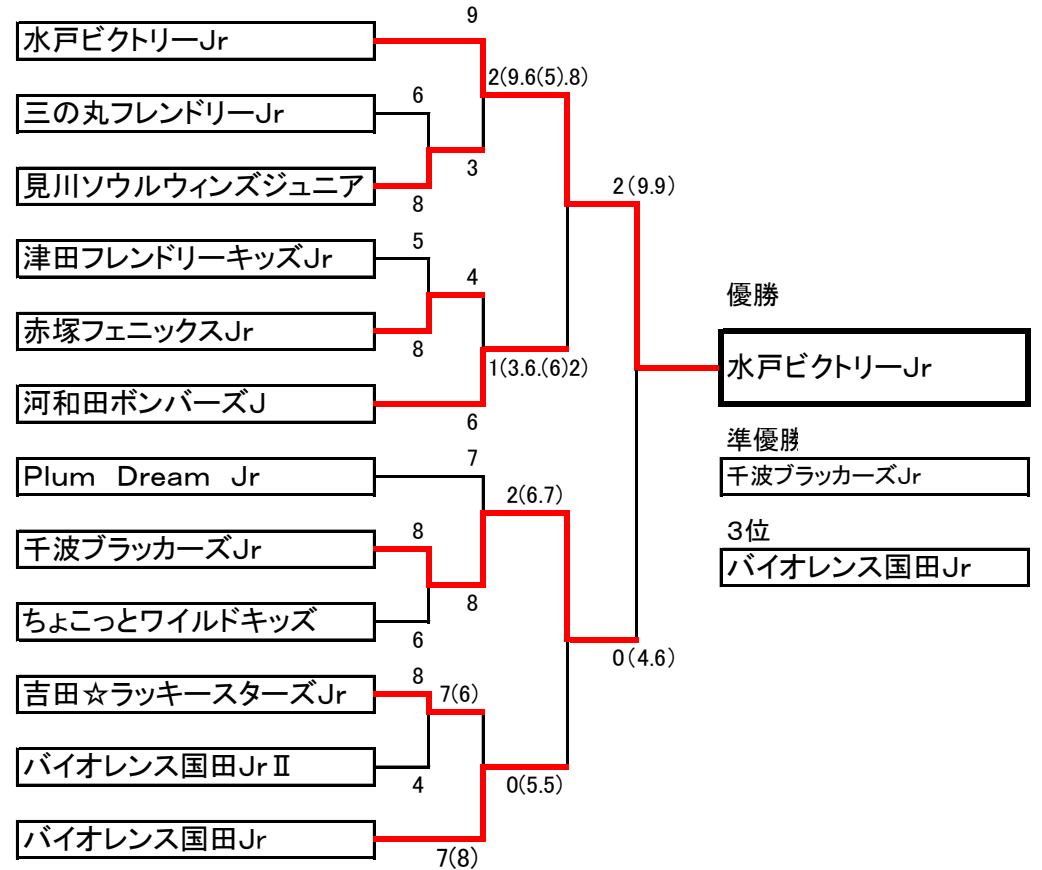 9
水戸ビクトリーJr
2(9.6(5).8)
6
三の丸フレンドリーJr
3
見川ソウルウィンズジュニア
8
2(9.9)
5
津田フレンドリーキッズJr
4
優勝
赤塚フェニックスJr
8
1(3.6.(6)2)
水戸ビクトリーJr
河和田ボンバーズJ
6
準優勝
7
Plum Dream Jr
千波ブラッカーズJr
2(6.7)
8
3位
千波ブラッカーズJr
バイオレンス国田Jr
8
ちょこっとワイルドキッズ
6
0(4.6)
8
吉田☆ラッキースターズJr
7(6)
バイオレンス国田JrⅡ
4
0(5.5)
バイオレンス国田Jr
7(8)